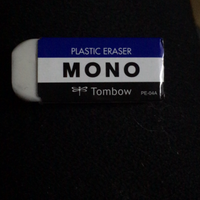 PLASTIC ERASER
MONO
Tombow
PE-04A